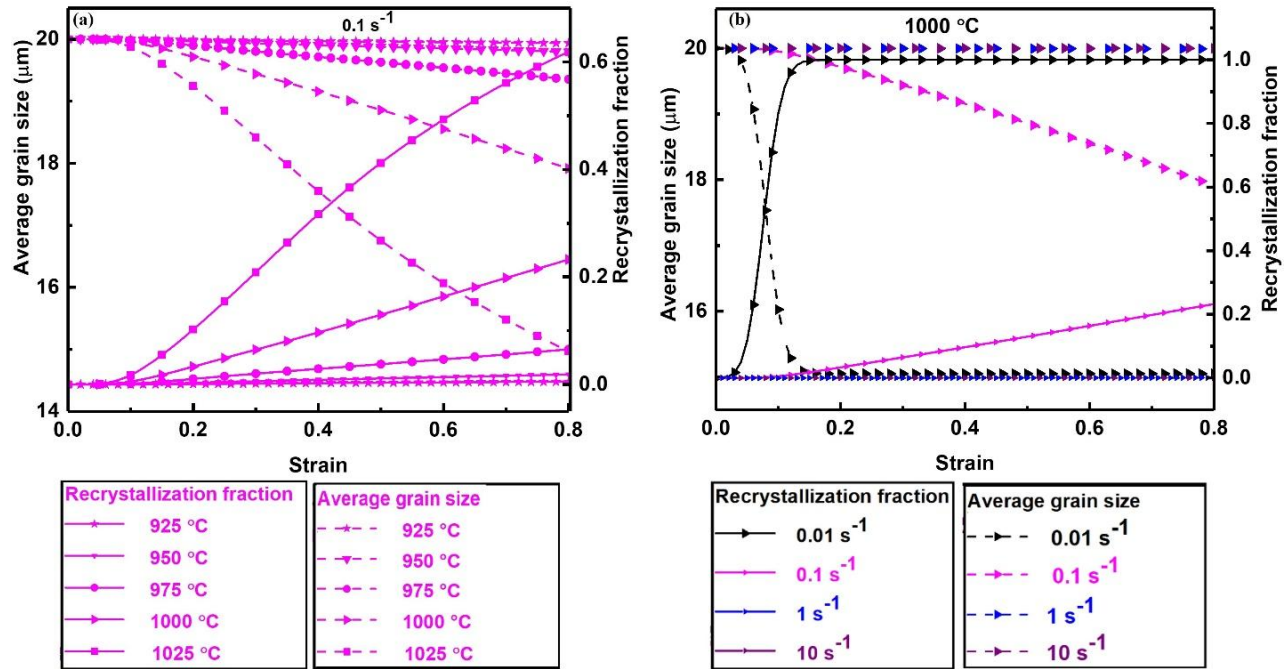 (a)
0.1 s⁻¹
Average grain size (μm)
20
18
16
14
Recrystallization fraction
0.6
0.4
0.2
0.0
0.0 0.2 0.4 0.6 0.8
Strain
Recrystallization fraction
925 °C
950 °C
975 °C
1000 °C
1025 °C
Average grain size
925 °C
950 °C
975 °C
1000 °C
1025 °C
(b)
1000 °C
Average grain size (μm)
20
18
16
Recrystallization fraction
1.0
0.8
0.6
0.4
0.2
0.0
0.0 0.2 0.4 0.6 0.8
Strain
Recrystallization fraction
0.01 s⁻¹
0.1 s⁻¹
1 s⁻¹
10 s⁻¹
Average grain size
0.01 s⁻¹
0.1 s⁻¹
1 s⁻¹
10 s⁻¹